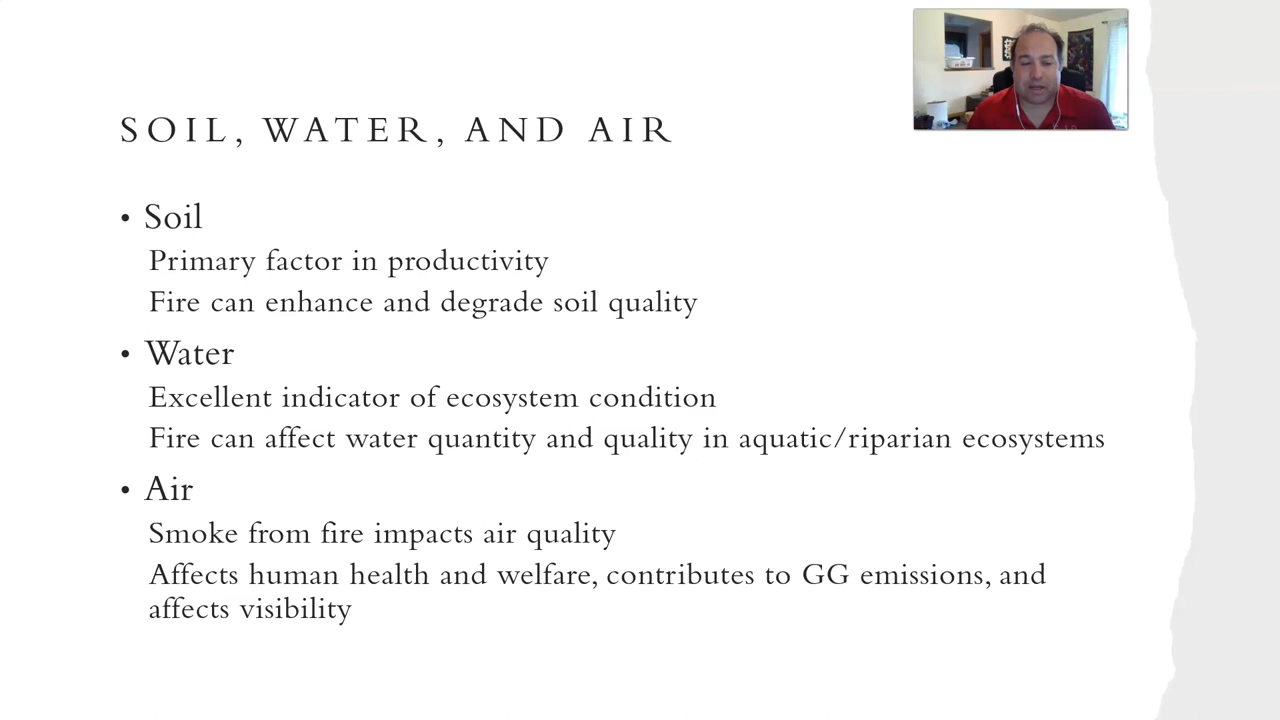 SOIL, WATER, AND AIR
• Soil
Primary factor in productivity
Fire can enhance and degrade soil quality
• Water
Excellent indicator of ecosystem condition
Fire can affect water quantity and quality in aquatic/riparian ecosystems
• Air
Smoke from fire impacts air quality
Affects human health and welfare, contributes to GG emissions, and
affects visibility